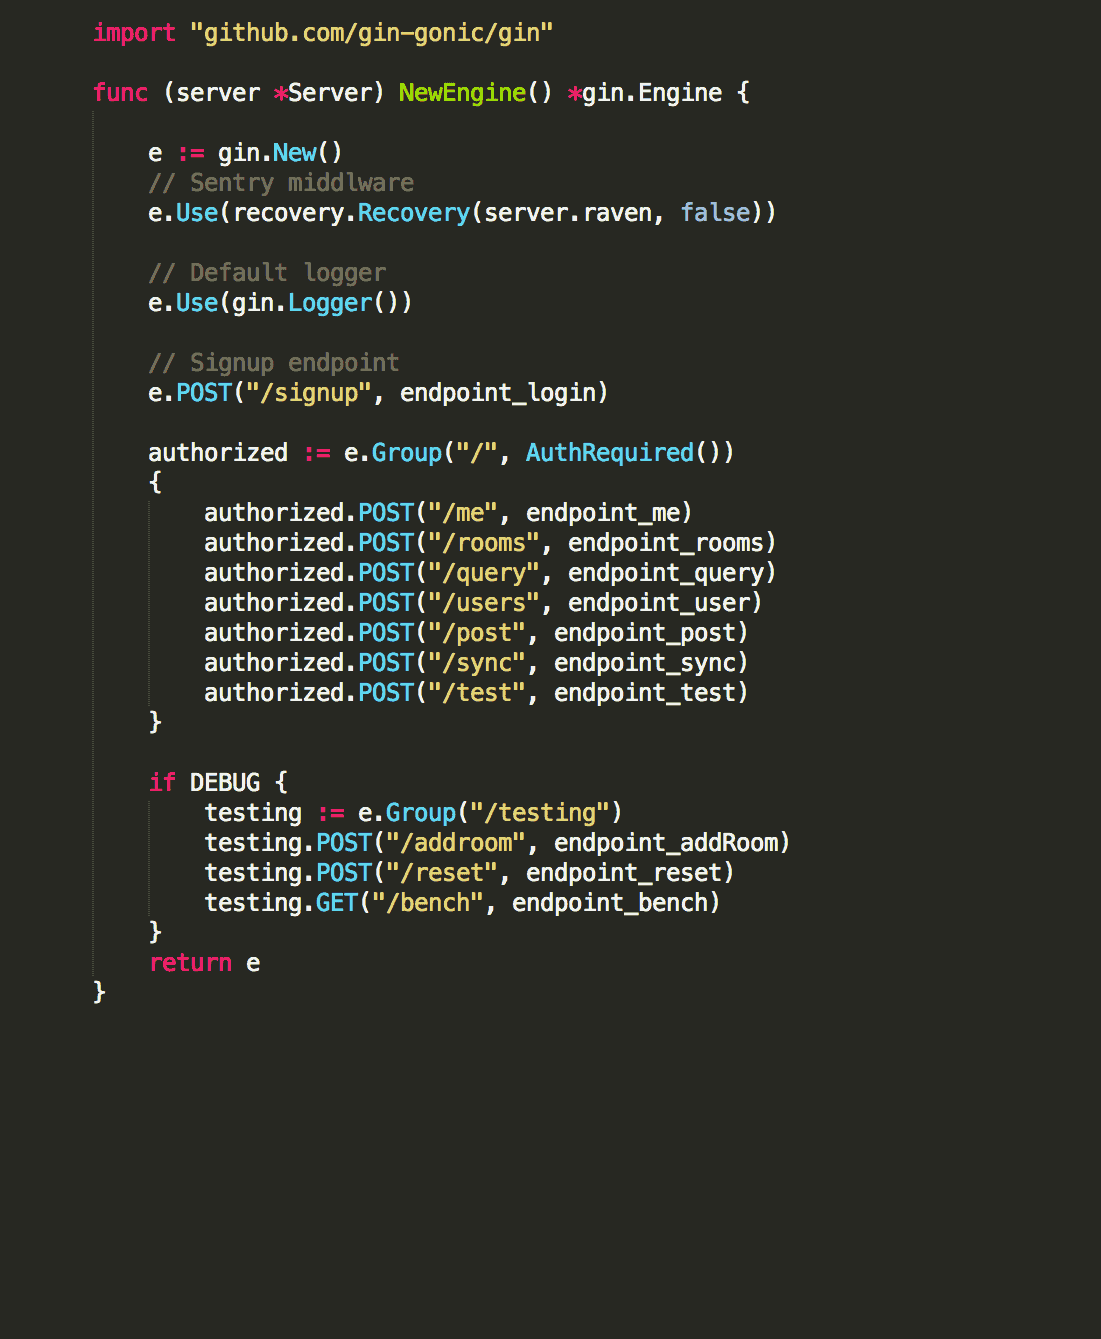 import "github.com/gin-gonic/gin"
func (server *Server) NewEngine() *gin.Engine {
e := gin.New()
// Sentry middlware
e.Use(recovery.Recovery(server.raven, false))
// Default logger
e.Use(gin.Logger())
// Signup endpoint
e.POST("/signup", endpoint_login)
authorized := e.Group("/", AuthRequired())
{
authorized.POST("/me", endpoint_me)
authorized.POST("/rooms", endpoint_rooms)
authorized.POST("/query", endpoint_query)
authorized.POST("/users", endpoint_user)
authorized.POST("/post", endpoint_post)
authorized.POST("/sync", endpoint_sync)
authorized.POST("/test", endpoint_test)
}
if DEBUG {
testing := e.Group("/testing")
testing.POST("/addroom", endpoint_addRoom)
testing.POST("/reset", endpoint_reset)
testing.GET("/bench", endpoint_bench)
}
return e
}